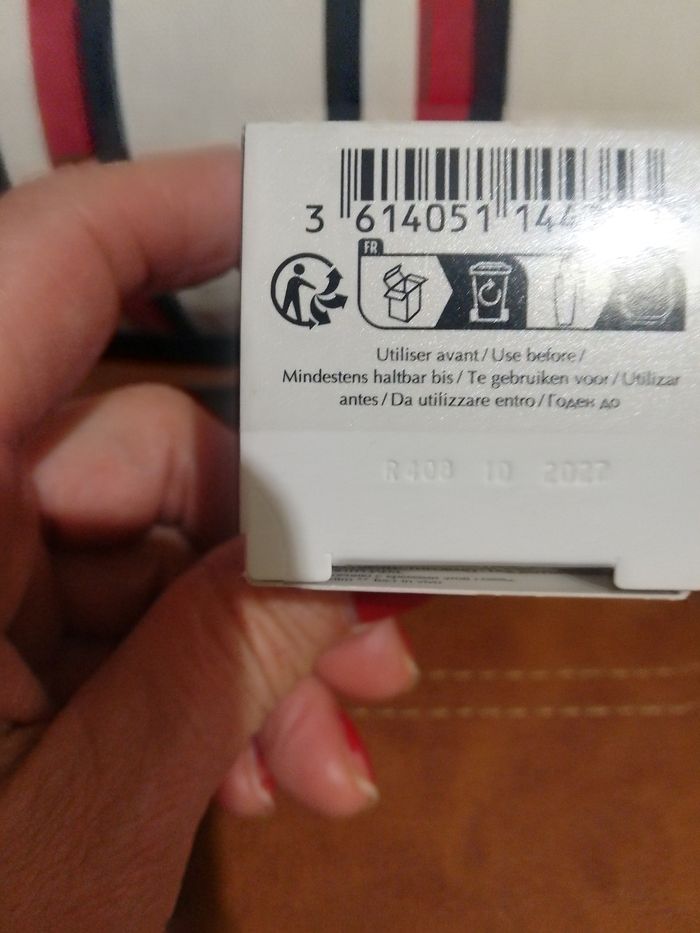 3 614051 144
FR
Utiliser avant / Use before /
Mindestens haltbar bis / Te gebruiken voor / Utilizar
antes / Da utilizzare entro / Годен до
10 2027